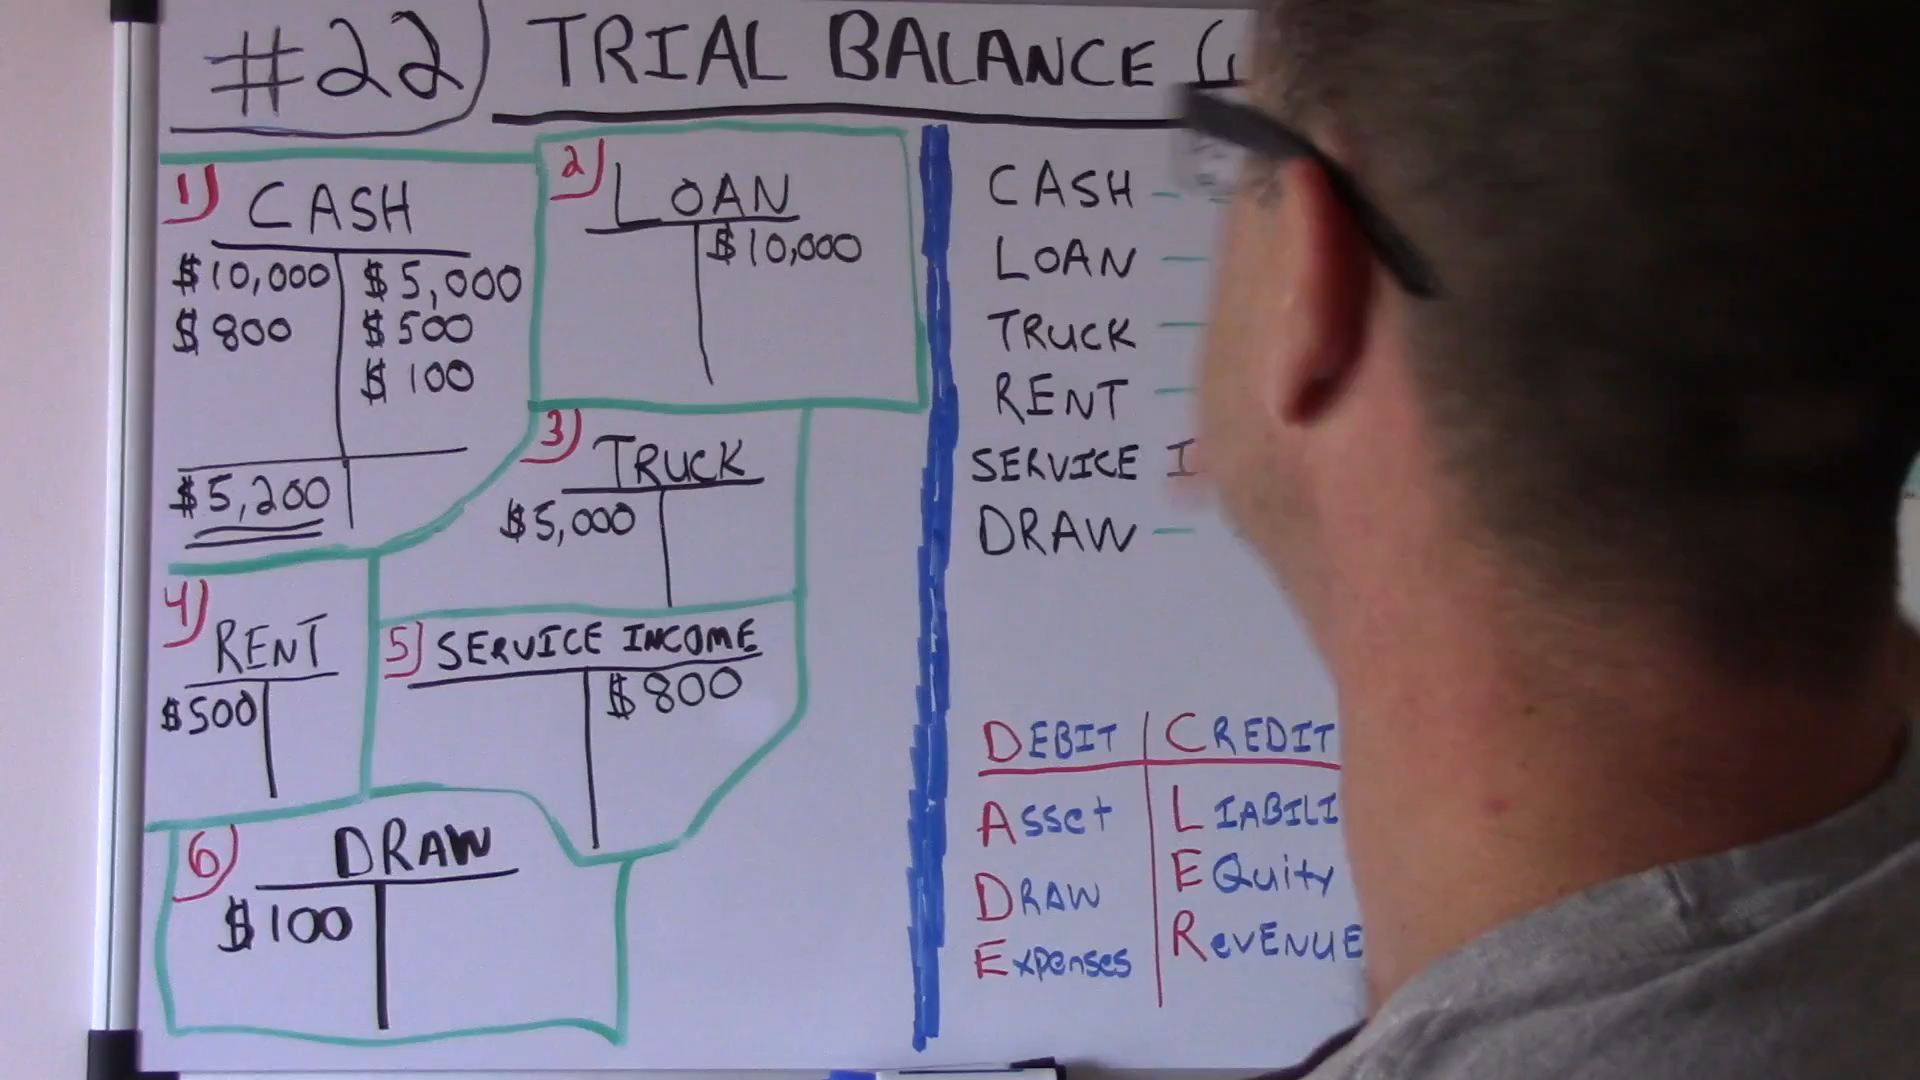 #22) TRIAL BALANCE
1) CASH
$10,000 $5,000
$800 $500
$100
$5,200
2) LOAN
$10,000
3) TRUCK
$5,000
4) RENT
$500
5) SERVICE INCOME
$800
6) DRAW
$100
CASH -
LOAN -
TRUCK -
RENT -
SERVICE I
DRAW -
DEBIT CREDIT
Asset LIABILI
DRAW EQuity
Expenses RevENUE